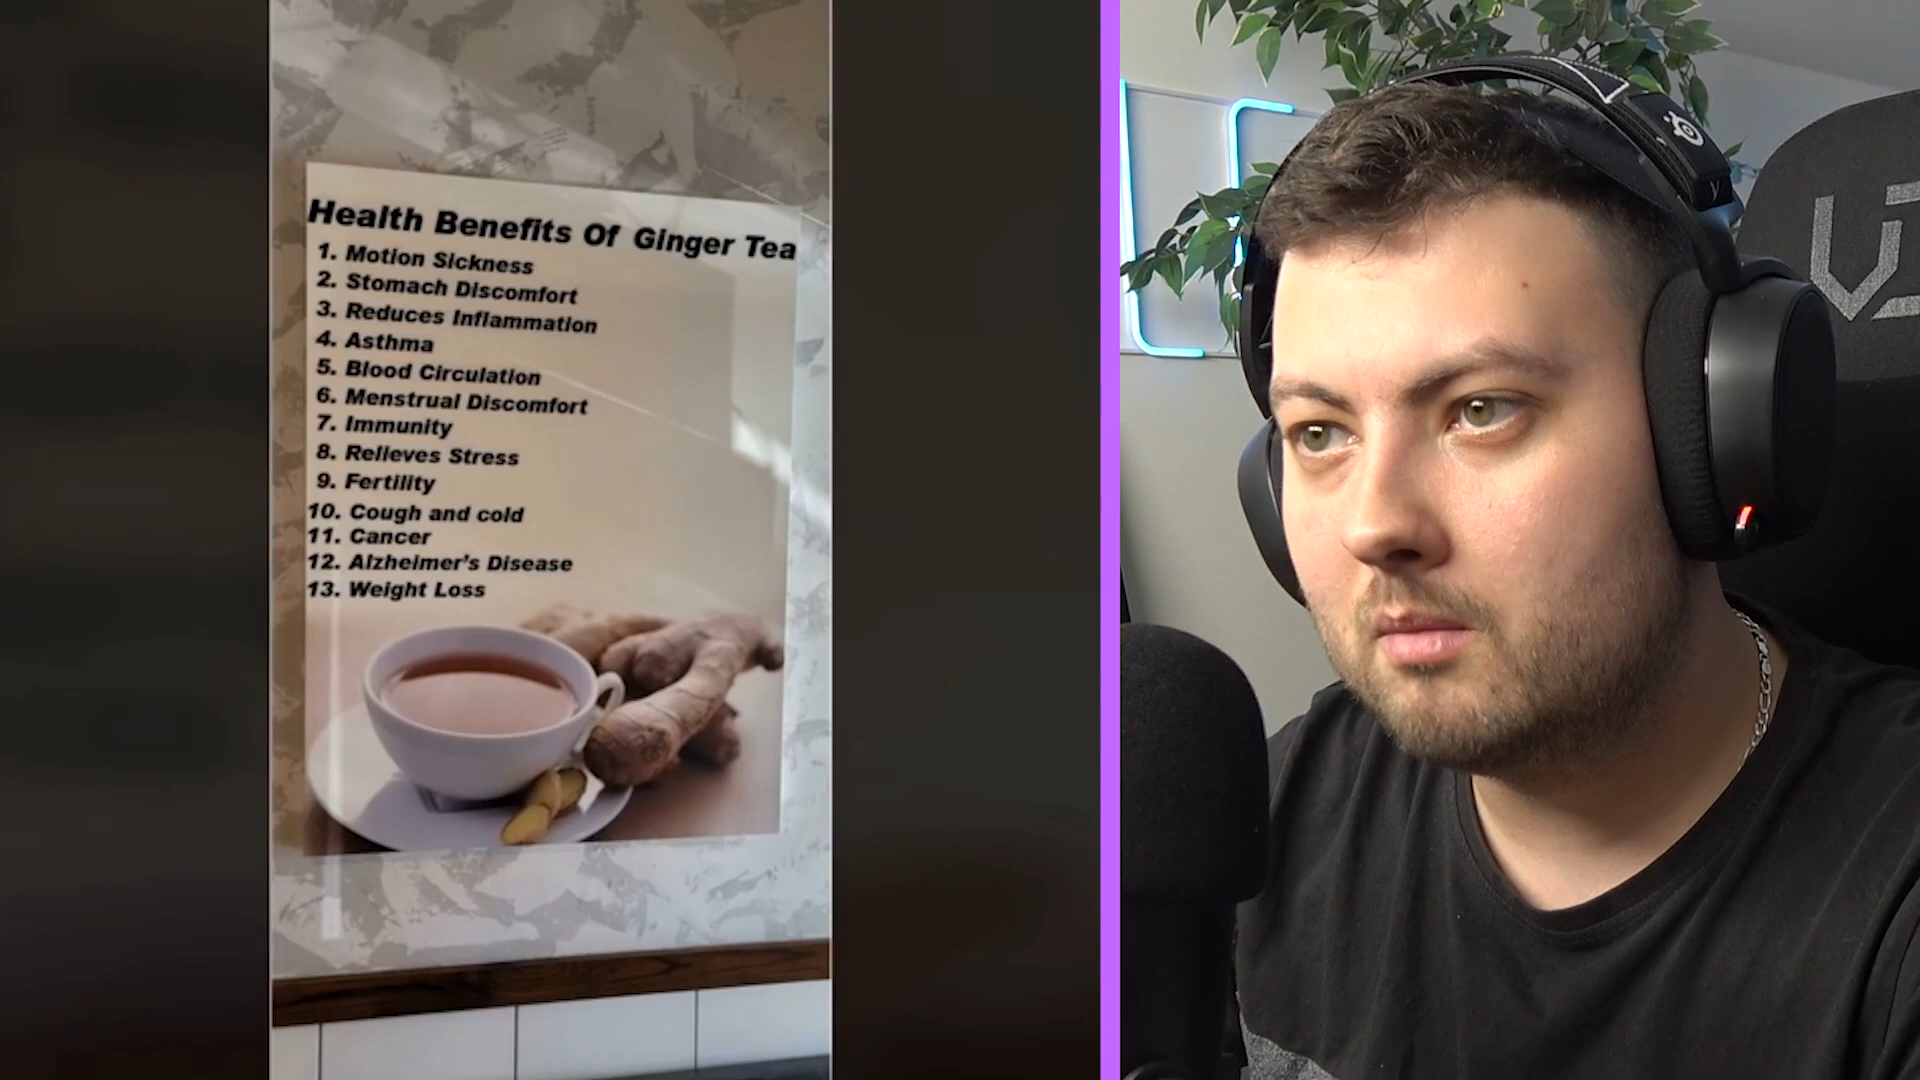 Health Benefits Of Ginger Tea
1. Motion Sickness
2. Stomach Discomfort
3. Reduces Inflammation
4. Asthma
5. Blood Circulation
6. Menstrual Discomfort
7. Immunity
8. Relieves Stress
9. Fertility
10. Cough and cold
11. Cancer
12. Alzheimer's Disease
13. Weight Loss